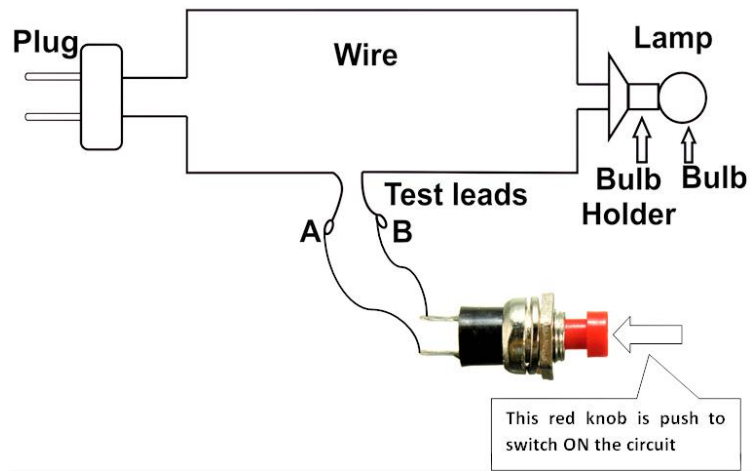 Plug
Wire
Lamp
Bulb
Holder
Bulb
Test leads
A
B
This red knob is push to
switch ON the circuit